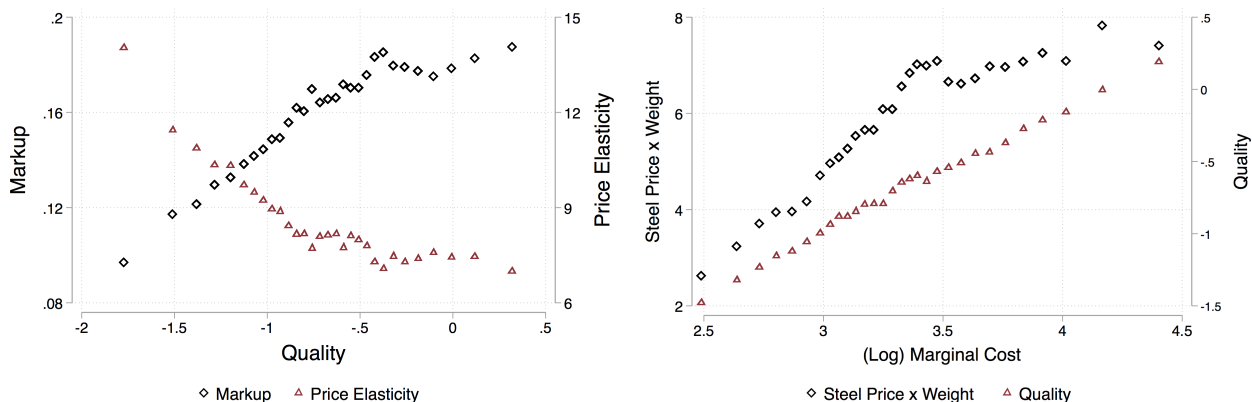 .2
.16
.12
.08
Markup
15
12
9
6
Price Elasticity
-2 -1.5 -1 -.5 0 .5
Quality
Markup Price Elasticity
8
6
4
2
Steel Price x Weight
.5
0
-.5
-1
-1.5
Quality
2.5 3 3.5 4 4.5
(Log) Marginal Cost
Steel Price x Weight Quality